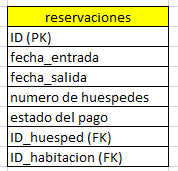 reservaciones
ID (PK)
fecha_entrada
fecha_salida
numero de huespedes
estado del pago
ID_huesped (FK)
ID_habitacion (FK)